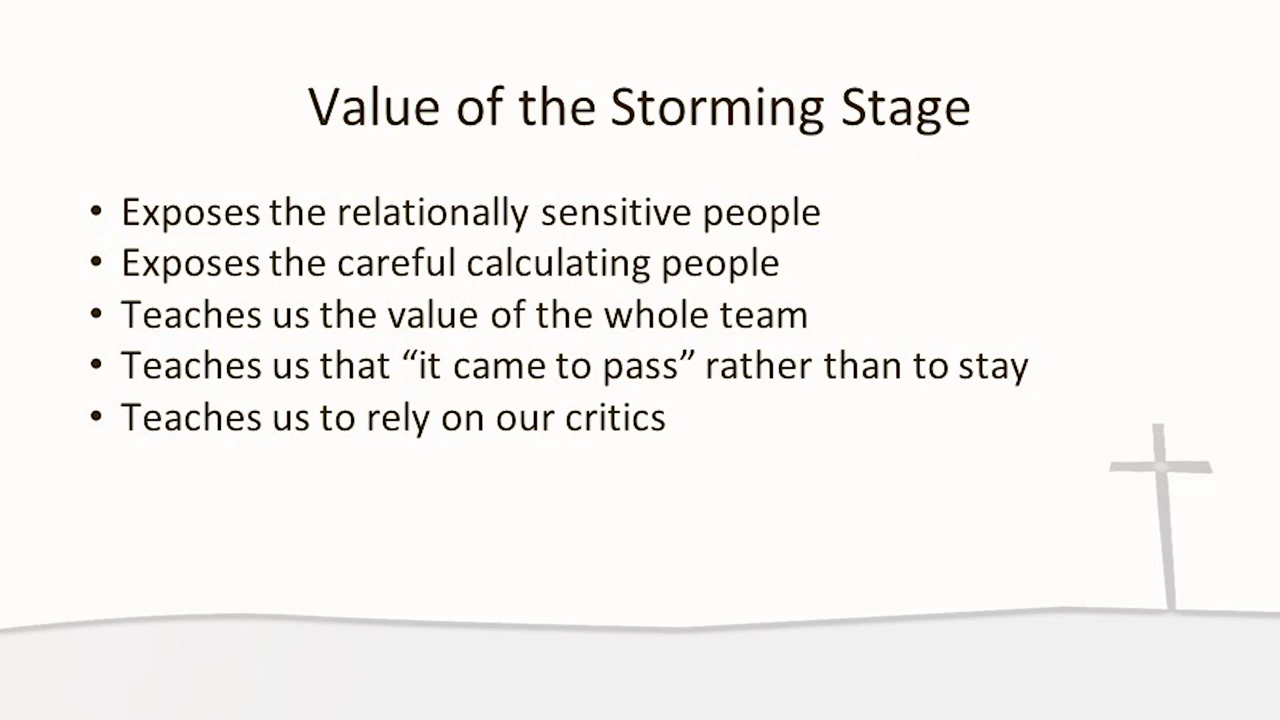 Value of the Storming Stage
• Exposes the relationally sensitive people
• Exposes the careful calculating people
• Teaches us the value of the whole team
• Teaches us that “it came to pass” rather than to stay
• Teaches us to rely on our critics